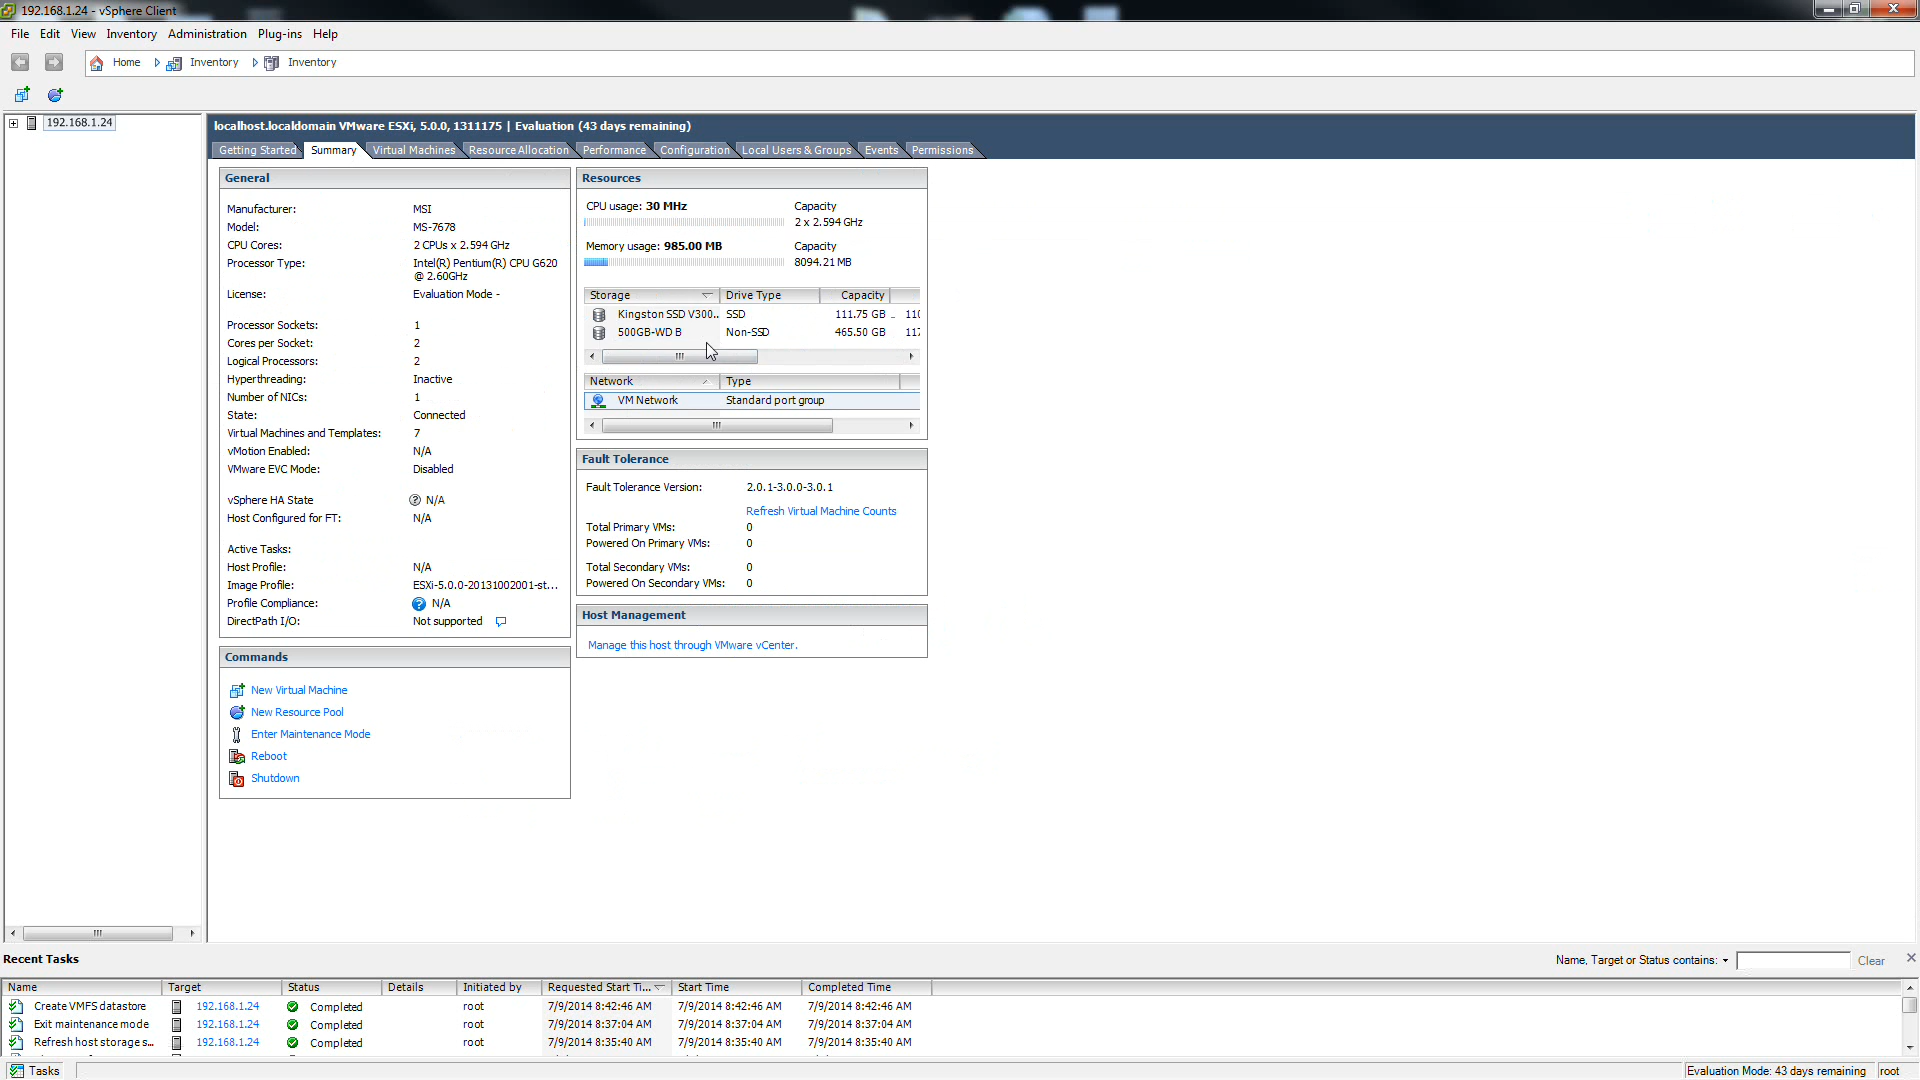 192.168.1.24 - vSphere Client
File Edit View Inventory Administration Plug-ins Help
Home Inventory Inventory
192.168.1.24
localhost.localdomain VMware ESXi, 5.0.0, 1311175 | Evaluation (43 days remaining)
Getting Started Summary Virtual Machines Resource Allocation Performance Configuration Local Users & Groups Events Permissions
General
Manufacturer: MSI
Model: MS-7678
CPU Cores: 2 CPUs x 2.594 GHz
Processor Type: Intel(R) Pentium(R) CPU G620
@ 2.60GHz
License: Evaluation Mode -
Processor Sockets: 1
Cores per Socket: 2
Logical Processors: 2
Hyperthreading: Inactive
Number of NICs: 1
State: Connected
Virtual Machines and Templates: 7
vMotion Enabled: N/A
VMware EVC Mode: Disabled
vSphere HA State N/A
Host Configured for FT: N/A
Active Tasks:
Host Profile: N/A
Image Profile: ESXi-5.0.0-20131002001-st...
Profile Compliance: N/A
DirectPath I/O: Not supported
Commands
New Virtual Machine
New Resource Pool
Enter Maintenance Mode
Reboot
Shutdown
Resources
CPU usage: 30 MHz Capacity
2 x 2.594 GHz
Memory usage: 985.00 MB Capacity
8094.21 MB
Storage Drive Type Capacity
Kingston SSD V300.. SSD 111.75 GB
500GB-WD B Non-SSD 465.50 GB
Network Type
VM Network Standard port group
Fault Tolerance
Fault Tolerance Version: 2.0.1-3.0.0-3.0.1
Refresh Virtual Machine Counts
Total Primary VMs: 0
Powered On Primary VMs: 0
Total Secondary VMs: 0
Powered On Secondary VMs: 0
Host Management
Manage this host through VMware vCenter.
Recent Tasks
Name, Target or Status contains: Clear
Name Target Status Details Initiated by Requested Start Ti... Start Time Completed Time
Create VMFS datastore 192.168.1.24 Completed root 7/9/2014 8:42:46 AM 7/9/2014 8:42:46 AM 7/9/2014 8:42:46 AM
Exit maintenance mode 192.168.1.24 Completed root 7/9/2014 8:37:04 AM 7/9/2014 8:37:04 AM 7/9/2014 8:37:04 AM
Refresh host storage s... 192.168.1.24 Completed root 7/9/2014 8:35:40 AM 7/9/2014 8:35:40 AM 7/9/2014 8:35:40 AM
Tasks
Evaluation Mode: 43 days remaining root